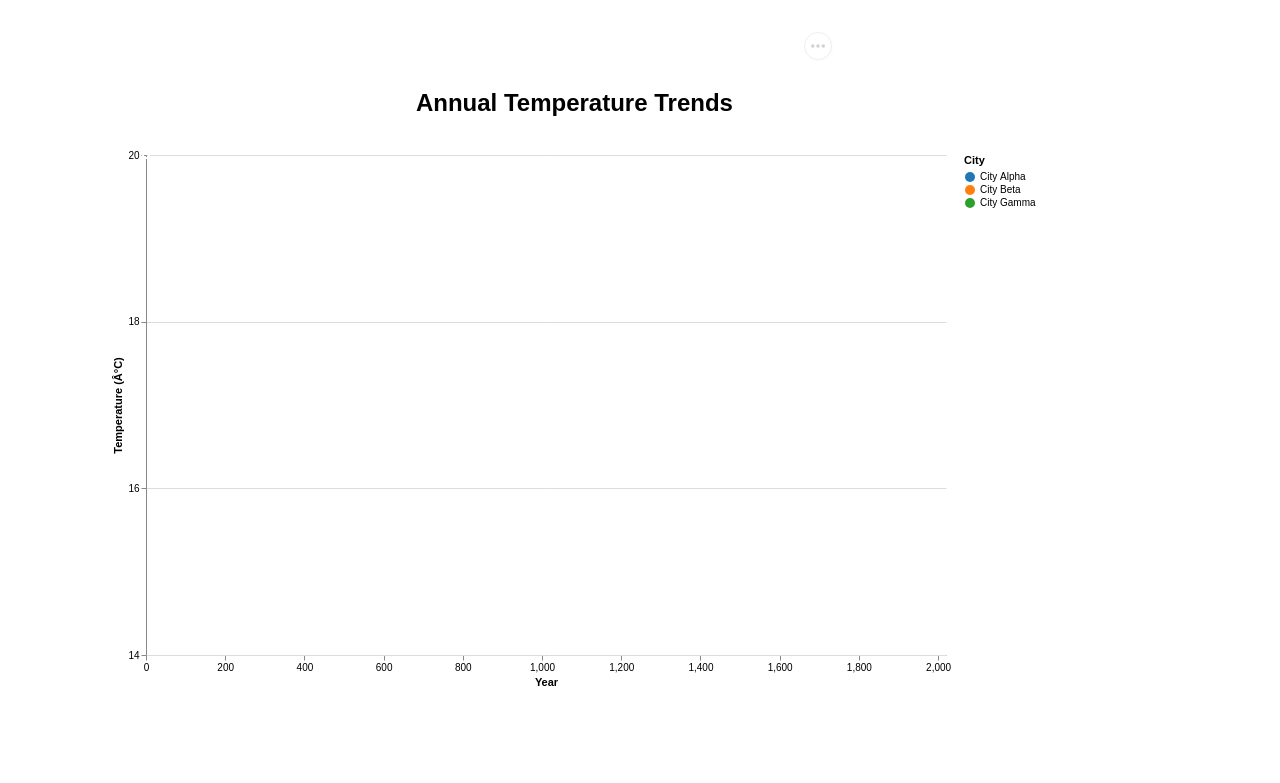 Annual Temperature Trends
20
18
16
14
Temperature (Â°C)
0 200 400 600 800 1,000 1,200 1,400 1,600 1,800 2,000
Year
City
City Alpha
City Beta
City Gamma